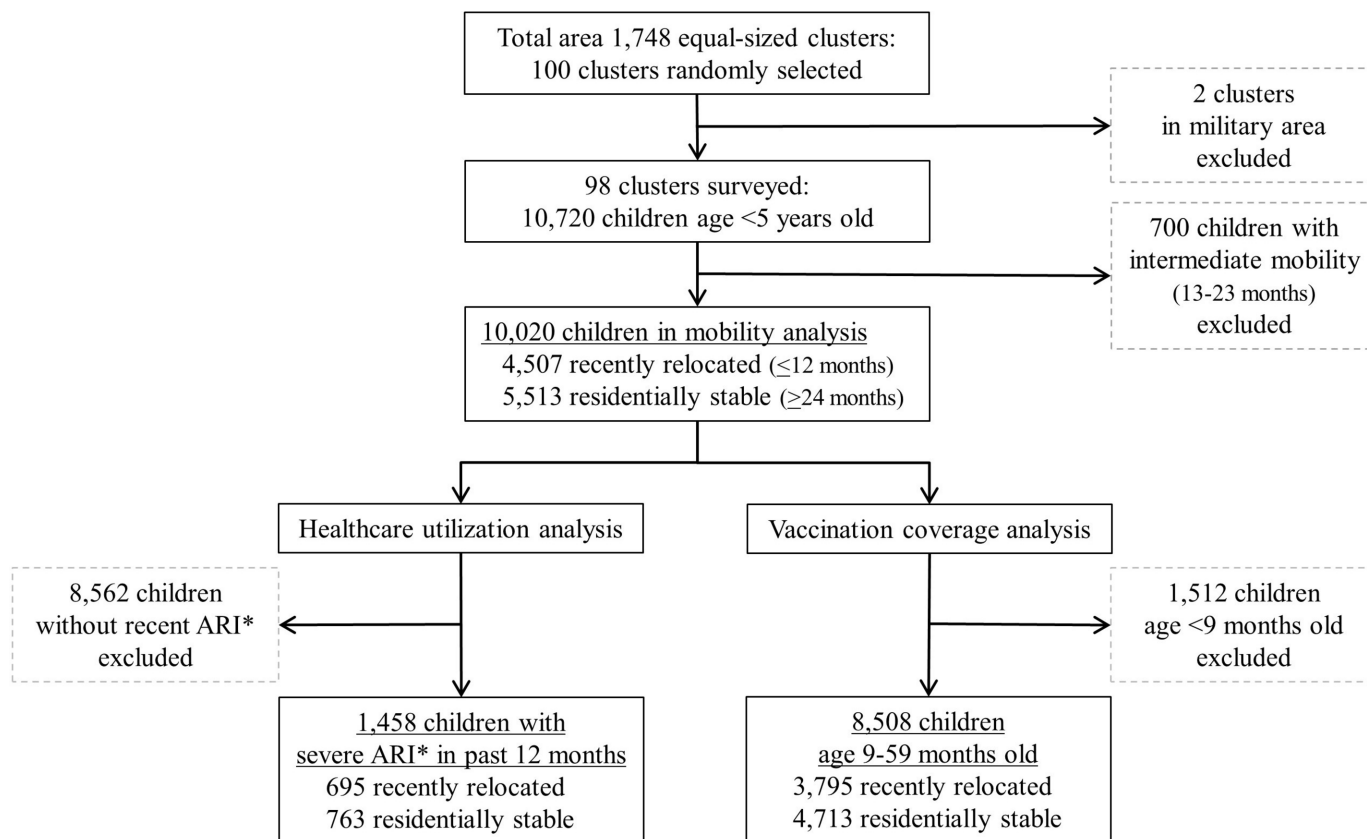 Total area 1,748 equal-sized clusters:
100 clusters randomly selected
2 clusters
in military area
excluded
98 clusters surveyed:
10,720 children age <5 years old
700 children with
intermediate mobility
(13-23 months)
excluded
10,020 children in mobility analysis
4,507 recently relocated (≤12 months)
5,513 residentially stable (≥24 months)
Healthcare utilization analysis
Vaccination coverage analysis
8,562 children
without recent ARI*
excluded
1,512 children
age <9 months old
excluded
1,458 children with
severe ARI* in past 12 months
695 recently relocated
763 residentially stable
8,508 children
age 9-59 months old
3,795 recently relocated
4,713 residentially stable